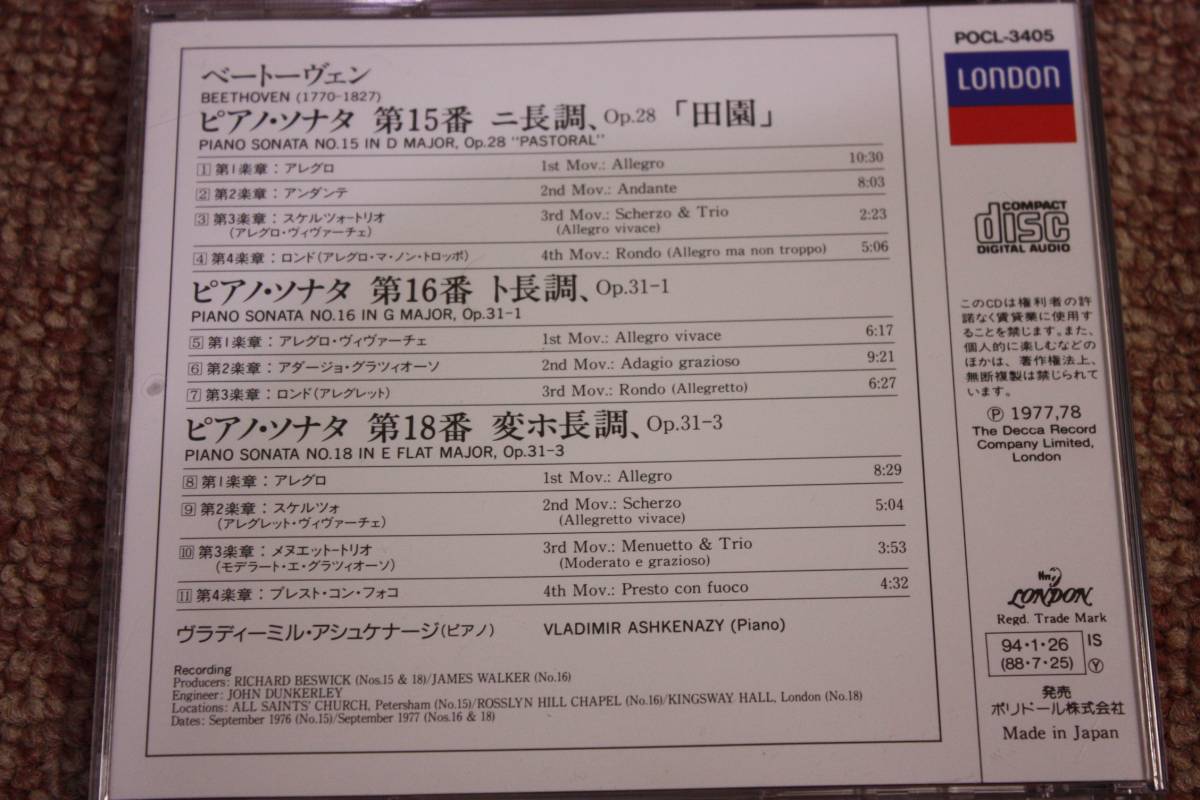 ベートーヴェン
BEETHOVEN (1770-1827)
ピアノ・ソナタ 第15番 ニ長調、Op.28 「田園」
PIANO SONATA NO.15 IN D MAJOR, Op.28 "PASTORAL"
1 第1楽章：アレグロ 1st Mov.: Allegro 10:30
2 第2楽章：アンダンテ 2nd Mov.: Andante 8:03
3 第3楽章：スケルツォートリオ 3rd Mov.: Scherzo & Trio 2:23
(アレグロ・ヴィヴァーチェ) (Allegro vivace)
4 第4楽章：ロンド(アレグロ・マ・ノン・トロッポ) 4th Mov.: Rondo (Allegro ma non troppo) 5:06
ピアノ・ソナタ 第16番 ト長調、Op.31-1
PIANO SONATA NO.16 IN G MAJOR, Op.31-1
5 第1楽章：アレグロ・ヴィヴァーチェ 1st Mov.: Allegro vivace 6:17
6 第2楽章：アダージョ・グラツィオーソ 2nd Mov.: Adagio grazioso 9:21
7 第3楽章：ロンド(アレグレット) 3rd Mov.: Rondo (Allegretto) 6:27
ピアノ・ソナタ 第18番 変ホ長調、Op.31-3
PIANO SONATA NO.18 IN E FLAT MAJOR, Op.31-3
8 第1楽章：アレグロ 1st Mov.: Allegro 8:29
9 第2楽章：スケルツォ 2nd Mov.: Scherzo 5:04
(アレグレット・ヴィヴァーチェ) (Allegretto vivace)
10 第3楽章：メヌエットートリオ 3rd Mov.: Menuetto & Trio 3:53
(モデラート・エ・グラツィオーソ) (Moderato e grazioso)
11 第4楽章：プレスト・コン・フォコ 4th Mov.: Presto con fuoco 4:32
ヴラディーミル・アシュケナージ(ピアノ) VLADIMIR ASHKENAZY (Piano)
Recording
Producers: RICHARD BESWICK (Nos.15 & 18)/JAMES WALKER (No.16)
Engineer: JOHN DUNKERLEY
Locations: ALL SAINTS' CHURCH, Petersham (No.15)/ROSSLYN HILL CHAPEL (No.16)/KINGSWAY HALL, London (No.18)
Dates: September 1976 (No.15)/September 1977 (Nos.16 & 18)
POCL-3405
LONDON
COMPACT
disc
DIGITAL AUDIO
このCDは権利者の許
諾なく賃貸業に使用す
ることを禁じます。また、
個人的に楽しむなどの
ほかは、著作権法上、
無断複製は禁じられて
います。
Ⓟ 1977,78
The Decca Record
Company Limited,
London
LONDON
Regd. Trade Mark
94・1・26 IS
(88・7・25) Ⓨ
発売
ポリドール株式会社
Made in Japan